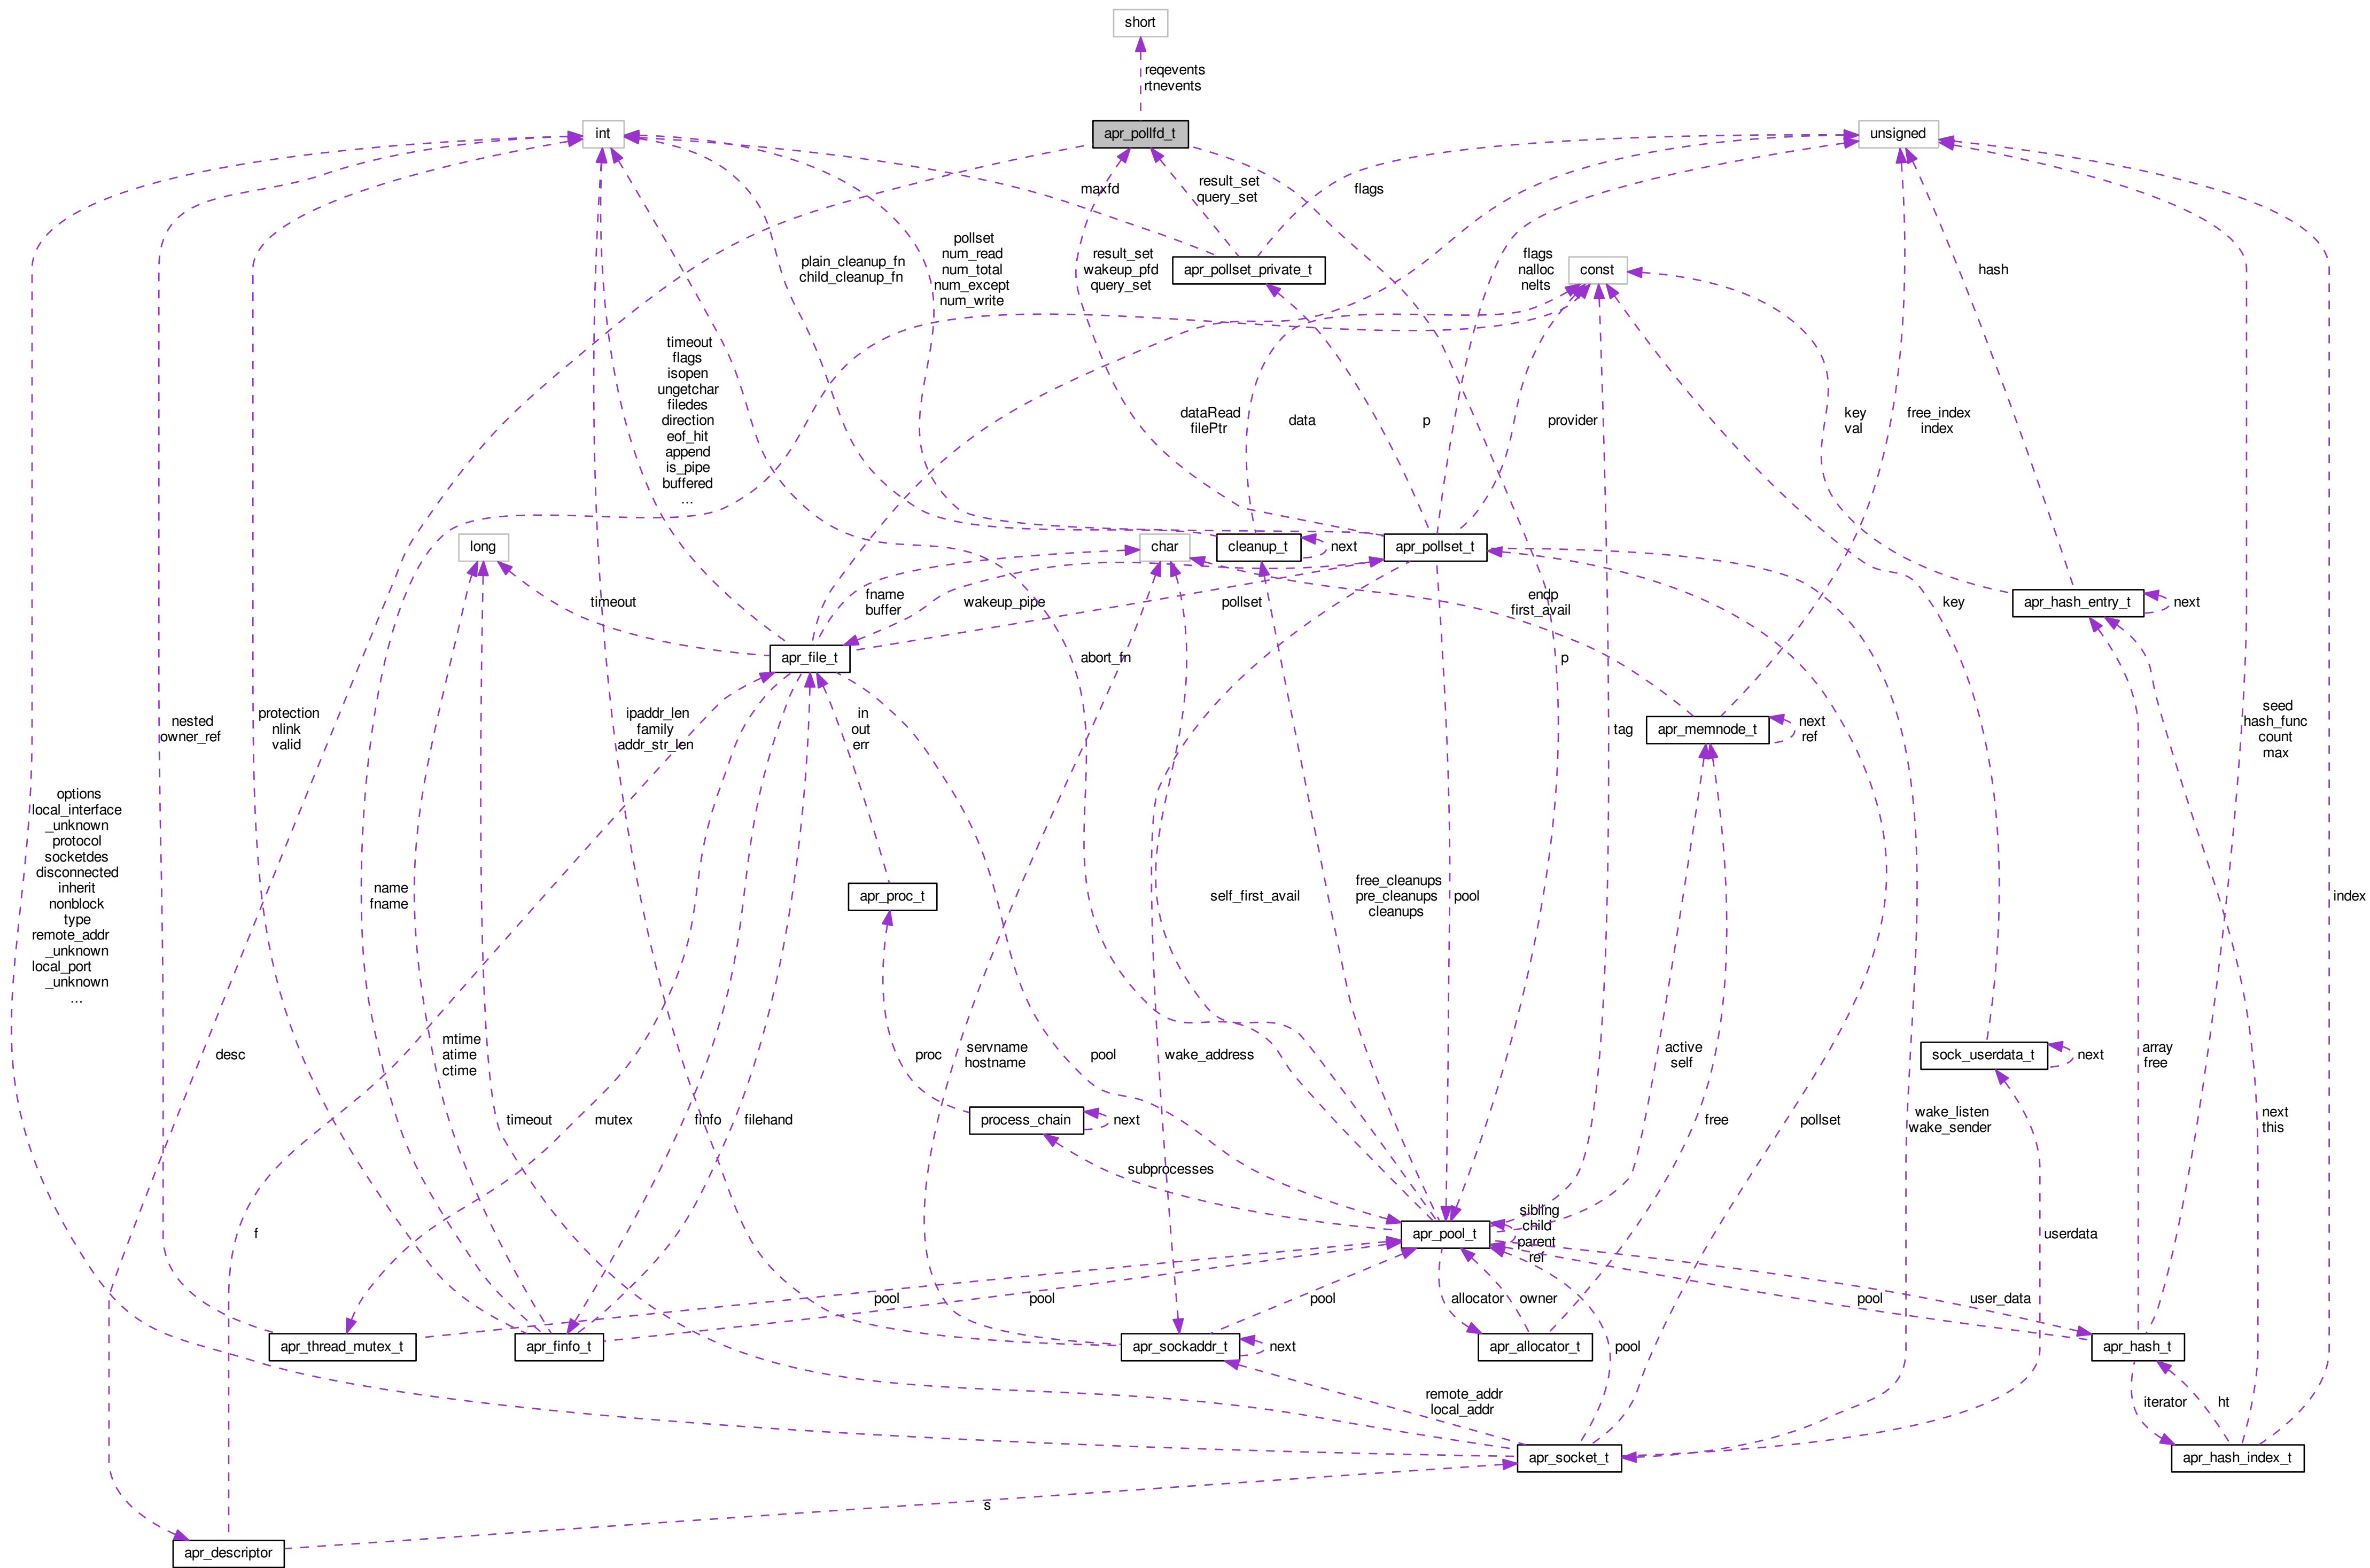 short
reqevents
rtnevents
int
apr_pollfd_t
unsigned
maxfd
result_set
query_set
flags
plain_cleanup_fn
child_cleanup_fn
pollset
num_read
num_total
num_except
num_write
result_set
wakeup_pfd
query_set
apr_pollset_private_t
flags
nalloc
nelts
const
hash
timeout
flags
isopen
ungetchar
filedes
direction
eof_hit
append
is_pipe
buffered
...
dataRead
filePtr
data
p
provider
key
val
free_index
index
long
char
cleanup_t
next
apr_pollset_t
timeout
fname
buffer
wakeup_pipe
pollset
endp
first_avail
key
apr_hash_entry_t
next
apr_file_t
abort_fn
p
nested
owner_ref
protection
nlink
valid
ipaddr_len
family
addr_str_len
in
out
err
tag
apr_memnode_t
next
ref
seed
hash_func
count
max
options
local_interface
_unknown
protocol
socketdes
disconnected
inherit
nonblock
type
remote_addr
_unknown
local_port
_unknown
...
name
fname
apr_proc_t
self_first_avail
free_cleanups
pre_cleanups
cleanups
pool
index
desc
mtime
atime
ctime
proc
servname
hostname
pool
wake_address
active
self
sock_userdata_t
next
array
free
timeout
mutex
finfo
filehand
process_chain
next
free
pollset
wake_listen
wake_sender
next
this
subprocesses
f
apr_pool_t
sibling
child
parent
ref
userdata
pool
pool
pool
allocator
owner
pool
user_data
apr_thread_mutex_t
apr_finfo_t
apr_sockaddr_t
next
apr_allocator_t
pool
apr_hash_t
remote_addr
local_addr
iterator
ht
apr_socket_t
apr_hash_index_t
s
apr_descriptor